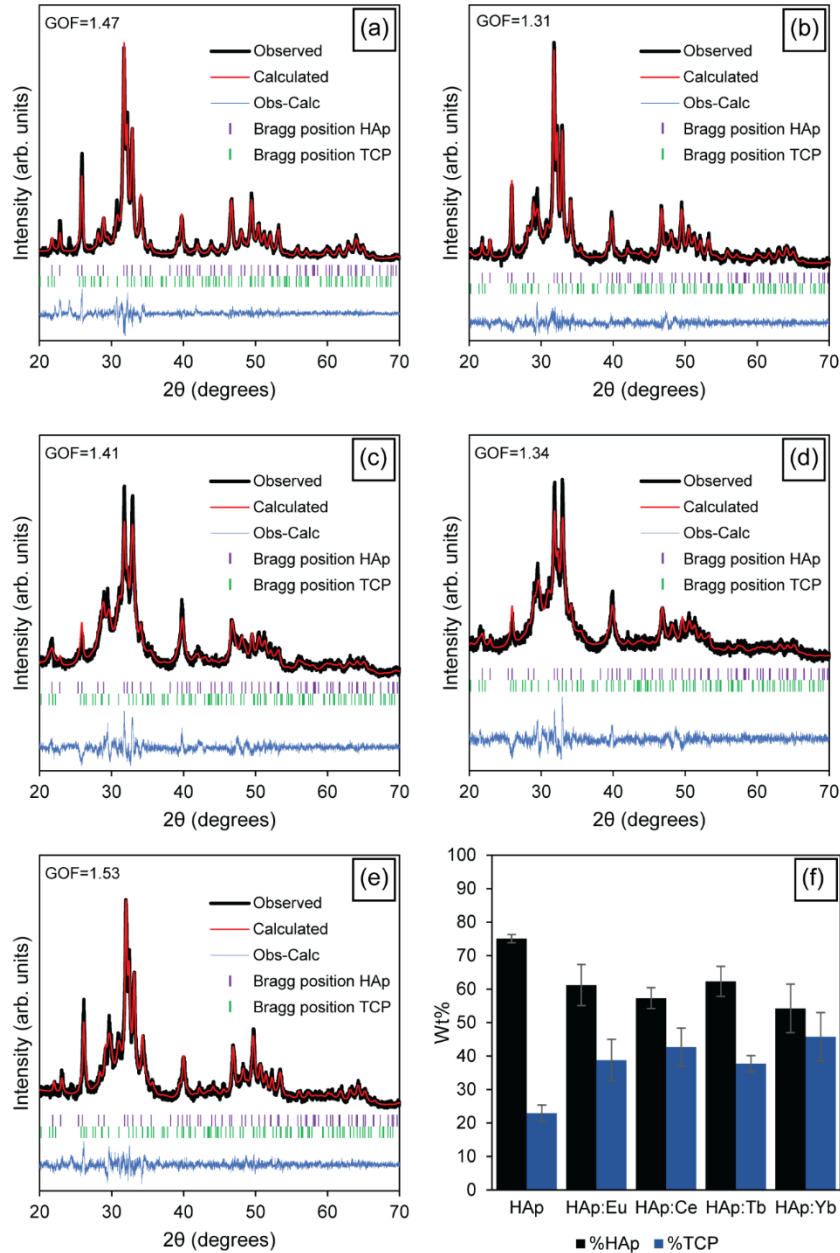 GOF=1.47
(a)
Observed
Calculated
Obs-Calc
Bragg position HAp
Bragg position TCP
Intensity (arb. units)
20 30 40 50 60 70
2θ (degrees)
GOF=1.31
(b)
Observed
Calculated
Obs-Calc
Bragg position HAp
Bragg position TCP
Intensity (arb. units)
20 30 40 50 60 70
2θ (degrees)
GOF=1.41
(c)
Observed
Calculated
Obs-Calc
Bragg position HAp
Bragg position TCP
Intensity (arb. units)
20 30 40 50 60 70
2θ (degrees)
GOF=1.34
(d)
Observed
Calculated
Obs-Calc
Bragg position HAp
Bragg position TCP
Intensity (arb. units)
20 30 40 50 60 70
2θ (degrees)
GOF=1.53
(e)
Observed
Calculated
Obs-Calc
Bragg position HAp
Bragg position TCP
Intensity (arb. units)
20 30 40 50 60 70
2θ (degrees)
(f)
100
90
80
70
60
50
40
30
20
10
0
Wt%
HAp HAp:Eu HAp:Ce HAp:Tb HAp:Yb
%HAp %TCP